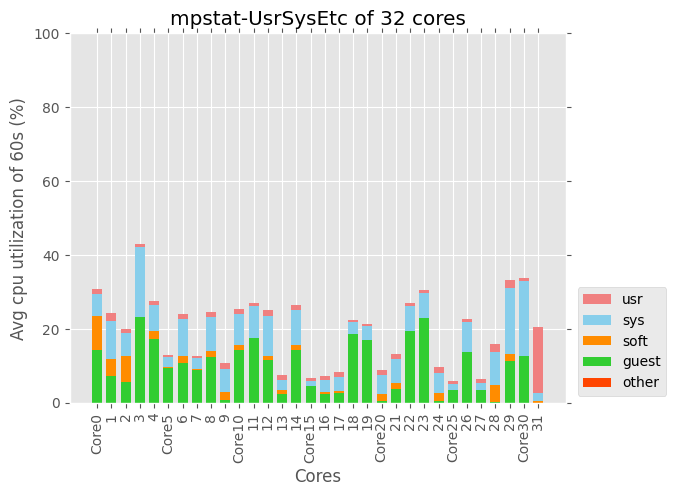 mpstat-UsrSysEtc of 32 cores
Avg cpu utilization of 60s (%)
100
80
60
40
20
0
Core0
1
2
3
4
Core5
6
7
8
9
Core10
11
12
13
14
Core15
16
17
18
19
Core20
21
22
23
24
Core25
26
27
28
29
Core30
31
Cores
usr
sys
soft
guest
other